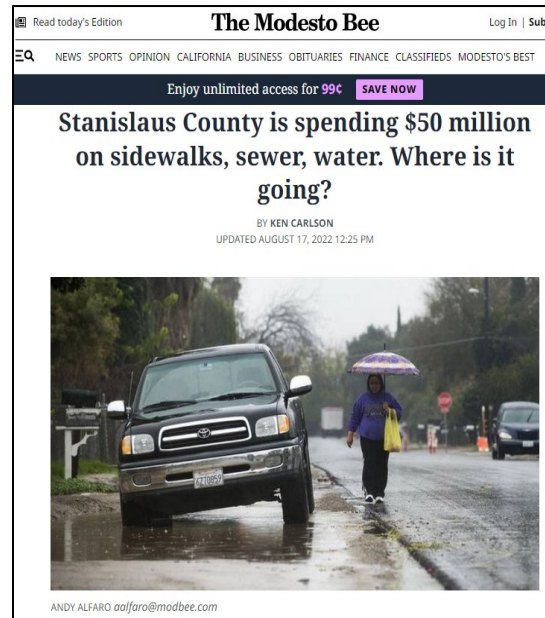 Read today's Edition
The Modesto Bee
Log In | Sub
NEWS SPORTS OPINION CALIFORNIA BUSINESS OBITUARIES FINANCE CLASSIFIEDS MODESTO'S BEST
Enjoy unlimited access for 99¢ SAVE NOW
Stanislaus County is spending $50 million
on sidewalks, sewer, water. Where is it
going?
BY KEN CARLSON
UPDATED AUGUST 17, 2022 12:25 PM
ANDY ALFARO aalfaro@modbee.com